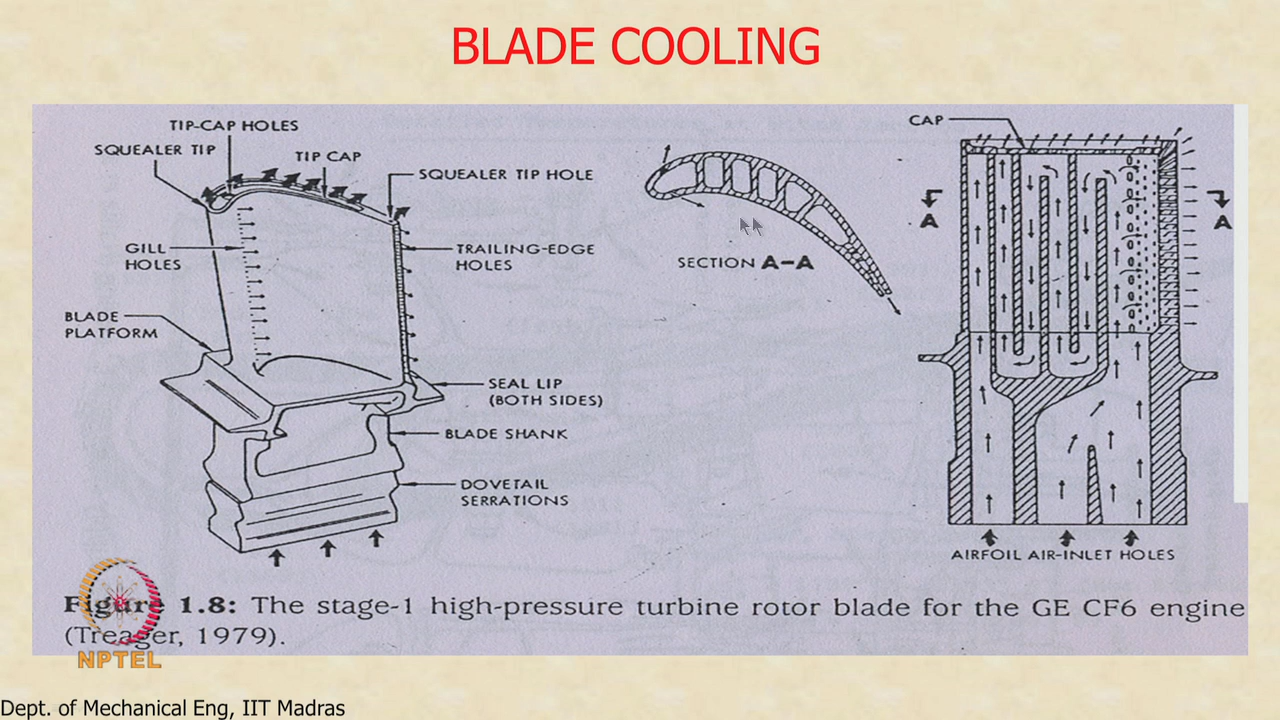 BLADE COOLING
TIP-CAP HOLES
SQUEALER TIP
TIP CAP
SQUEALER TIP HOLE
GILL
HOLES
TRAILING-EDGE
HOLES
BLADE
PLATFORM
SEAL LIP
(BOTH SIDES)
BLADE SHANK
DOVETAIL
SERRATIONS
SECTION A-A
CAP
A
A
AIRFOIL AIR-INLET HOLES
Figure 1.8: The stage-1 high-pressure turbine rotor blade for the GE CF6 engine
(Treager, 1979).
NPTEL
Dept. of Mechanical Eng, IIT Madras